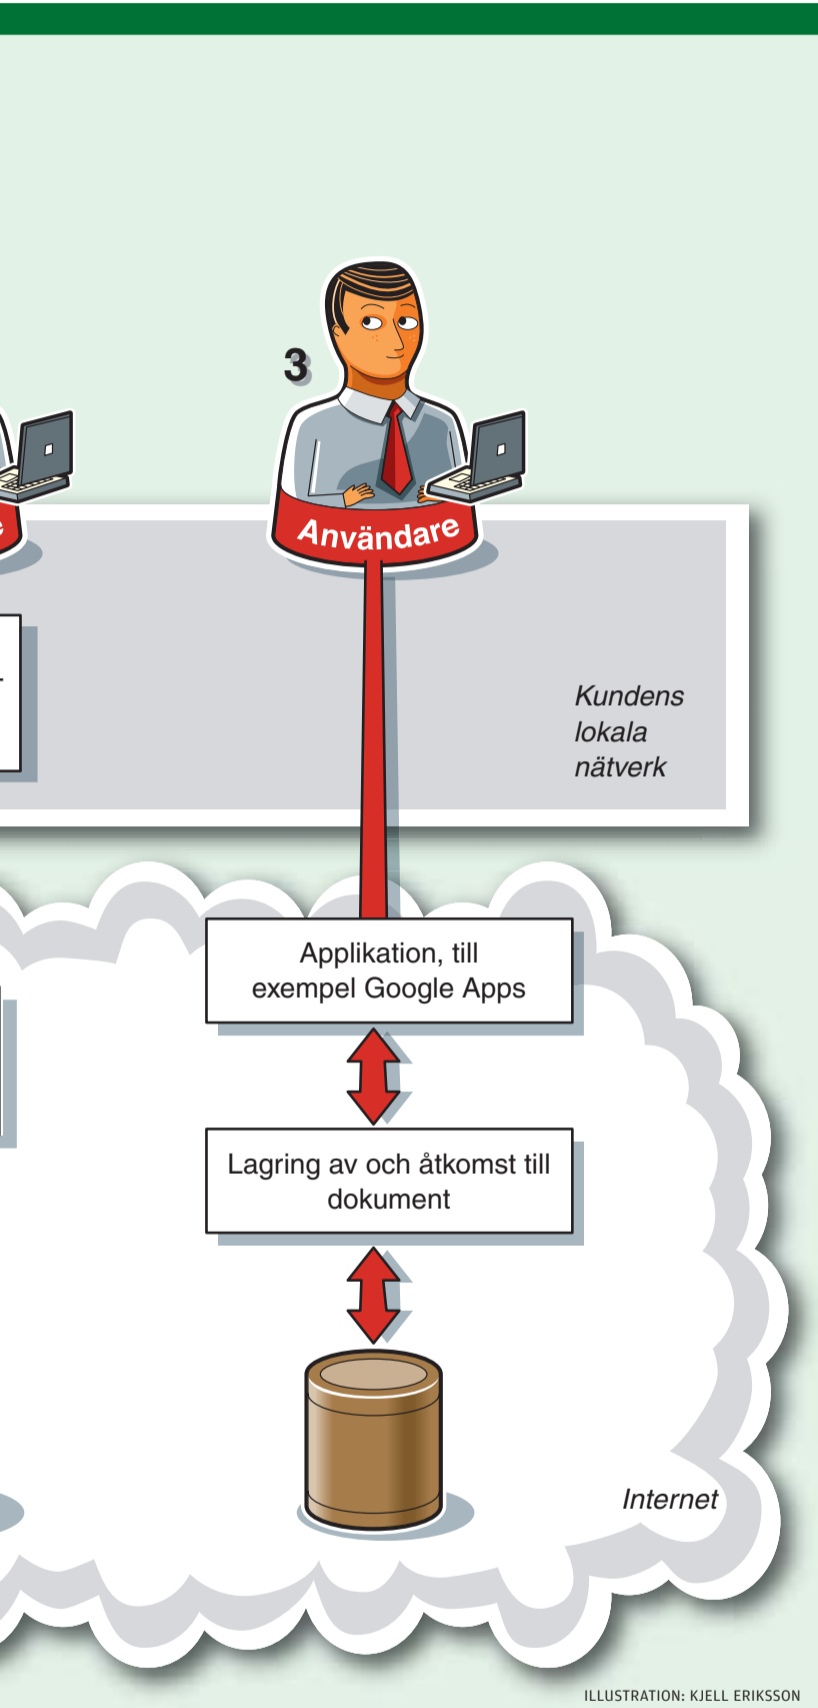 3
Användare
Kundens
lokala
nätverk
Applikation, till
exempel Google Apps
Lagring av och åtkomst till
dokument
Internet
ILLUSTRATION: KJELL ERIKSSON